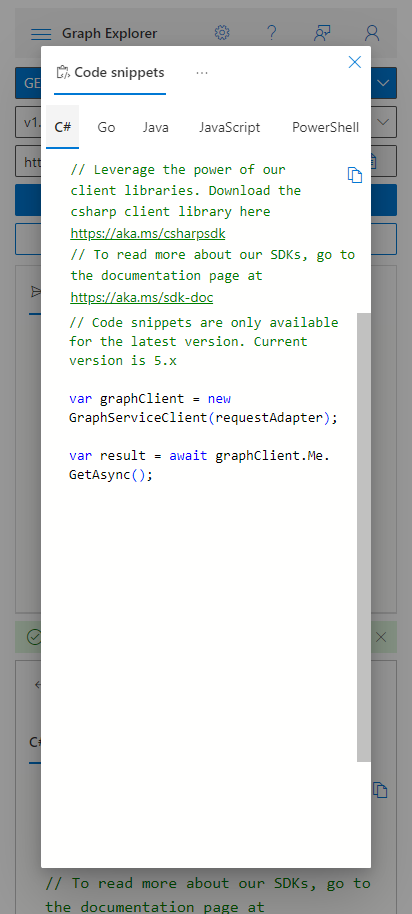 Graph Explorer
Code snippets
...
GE
v1.
C# Go Java JavaScript PowerShell
htt
// Leverage the power of our
client libraries. Download the
csharp client library here
https://aka.ms/csharpsdk
// To read more about our SDKs, go to
the documentation page at
https://aka.ms/sdk-doc
// Code snippets are only available
for the latest version. Current
version is 5.x
var graphClient = new
GraphServiceClient(requestAdapter);
var result = await graphClient.Me.
GetAsync();
C#
// To read more about our SDKs, go to
the documentation page at